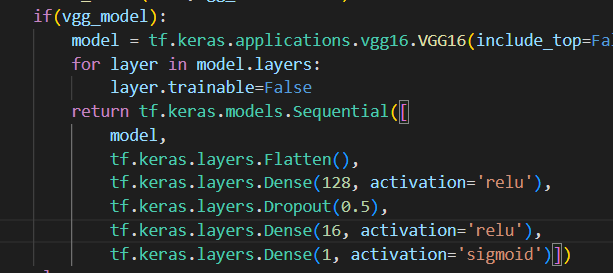 if(vgg_model):
model = tf.keras.applications.vgg16.VGG16(include_top=Fa
for layer in model.layers:
layer.trainable=False
return tf.keras.models.Sequential([
model,
tf.keras.layers.Flatten(),
tf.keras.layers.Dense(128, activation='relu'),
tf.keras.layers.Dropout(0.5),
tf.keras.layers.Dense(16, activation='relu'),
tf.keras.layers.Dense(1, activation='sigmoid')])